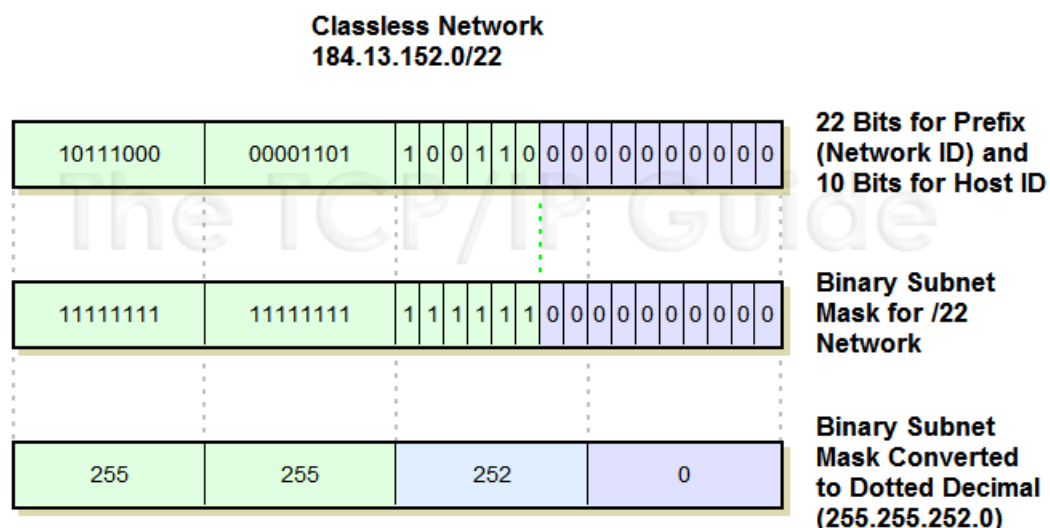 Classless Network
184.13.152.0/22
10111000 00001101 1 0 0 1 1 0 0 0 0 0 0 0 0 0 0 0
22 Bits for Prefix
(Network ID) and
10 Bits for Host ID
The TCP/IP Guide
11111111 11111111 1 1 1 1 1 1 0 0 0 0 0 0 0 0 0 0
Binary Subnet
Mask for /22
Network
255 255 252 0
Binary Subnet
Mask Converted
to Dotted Decimal
(255.255.252.0)